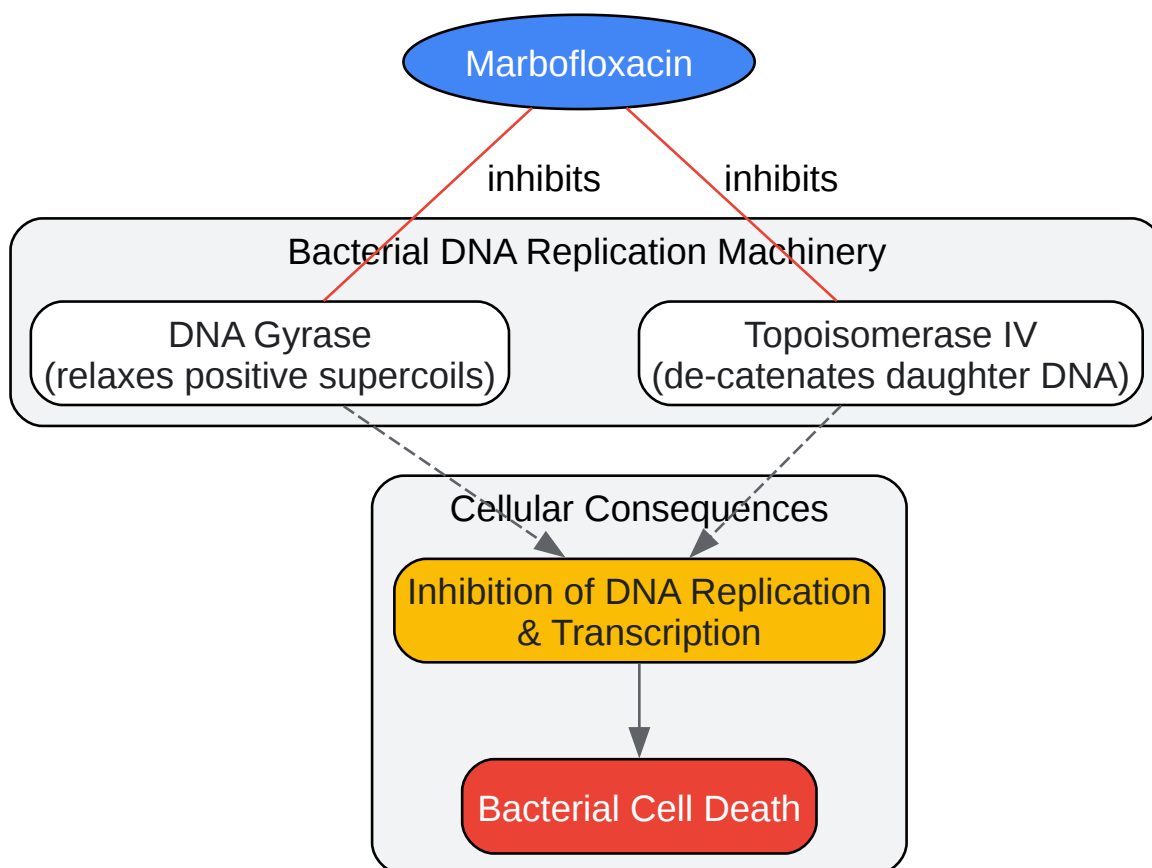 Marbofloxacin
inhibits
inhibits
Bacterial DNA Replication Machinery
DNA Gyrase
(relaxes positive supercoils)
Topoisomerase IV
(de-catenates daughter DNA)
Cellular Consequences
Inhibition of DNA Replication
& Transcription
Bacterial Cell Death